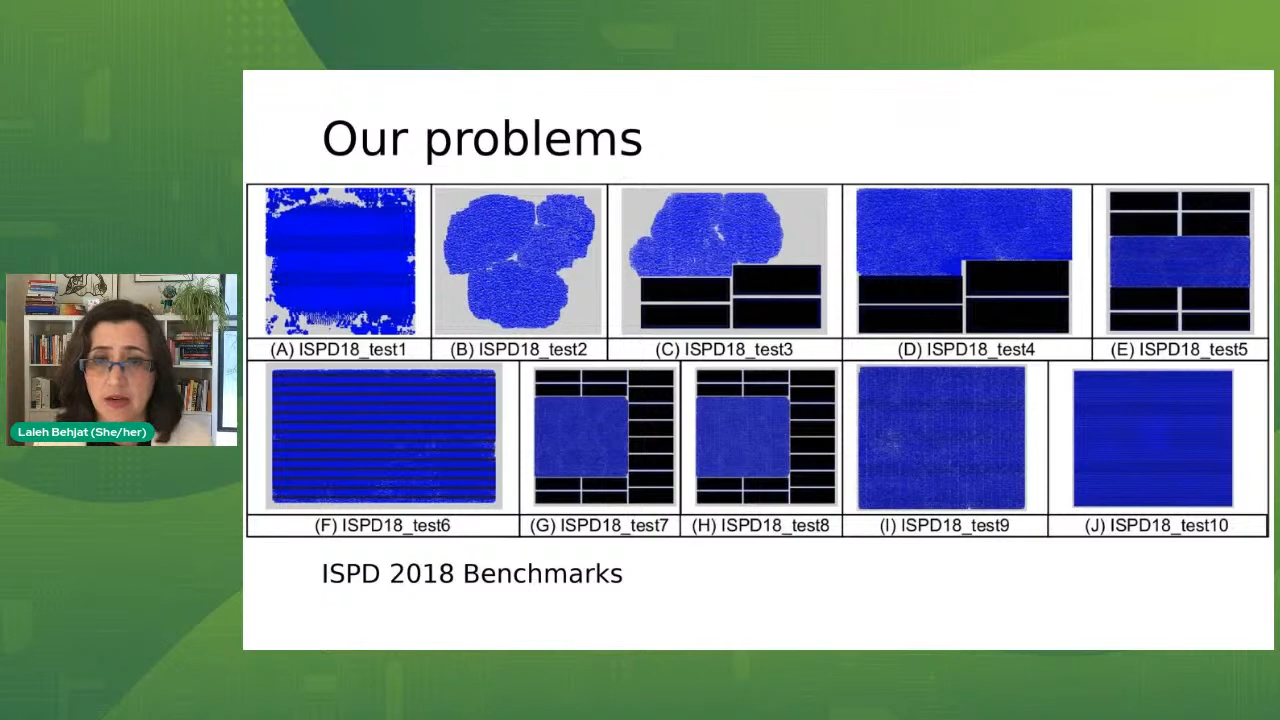 Our problems
(A) ISPD18_test1
(B) ISPD18_test2
(C) ISPD18_test3
(D) ISPD18_test4
(E) ISPD18_test5
(F) ISPD18_test6
(G) ISPD18_test7
(H) ISPD18_test8
(I) ISPD18_test9
(J) ISPD18_test10
ISPD 2018 Benchmarks
Laleh Behjat (She/her)